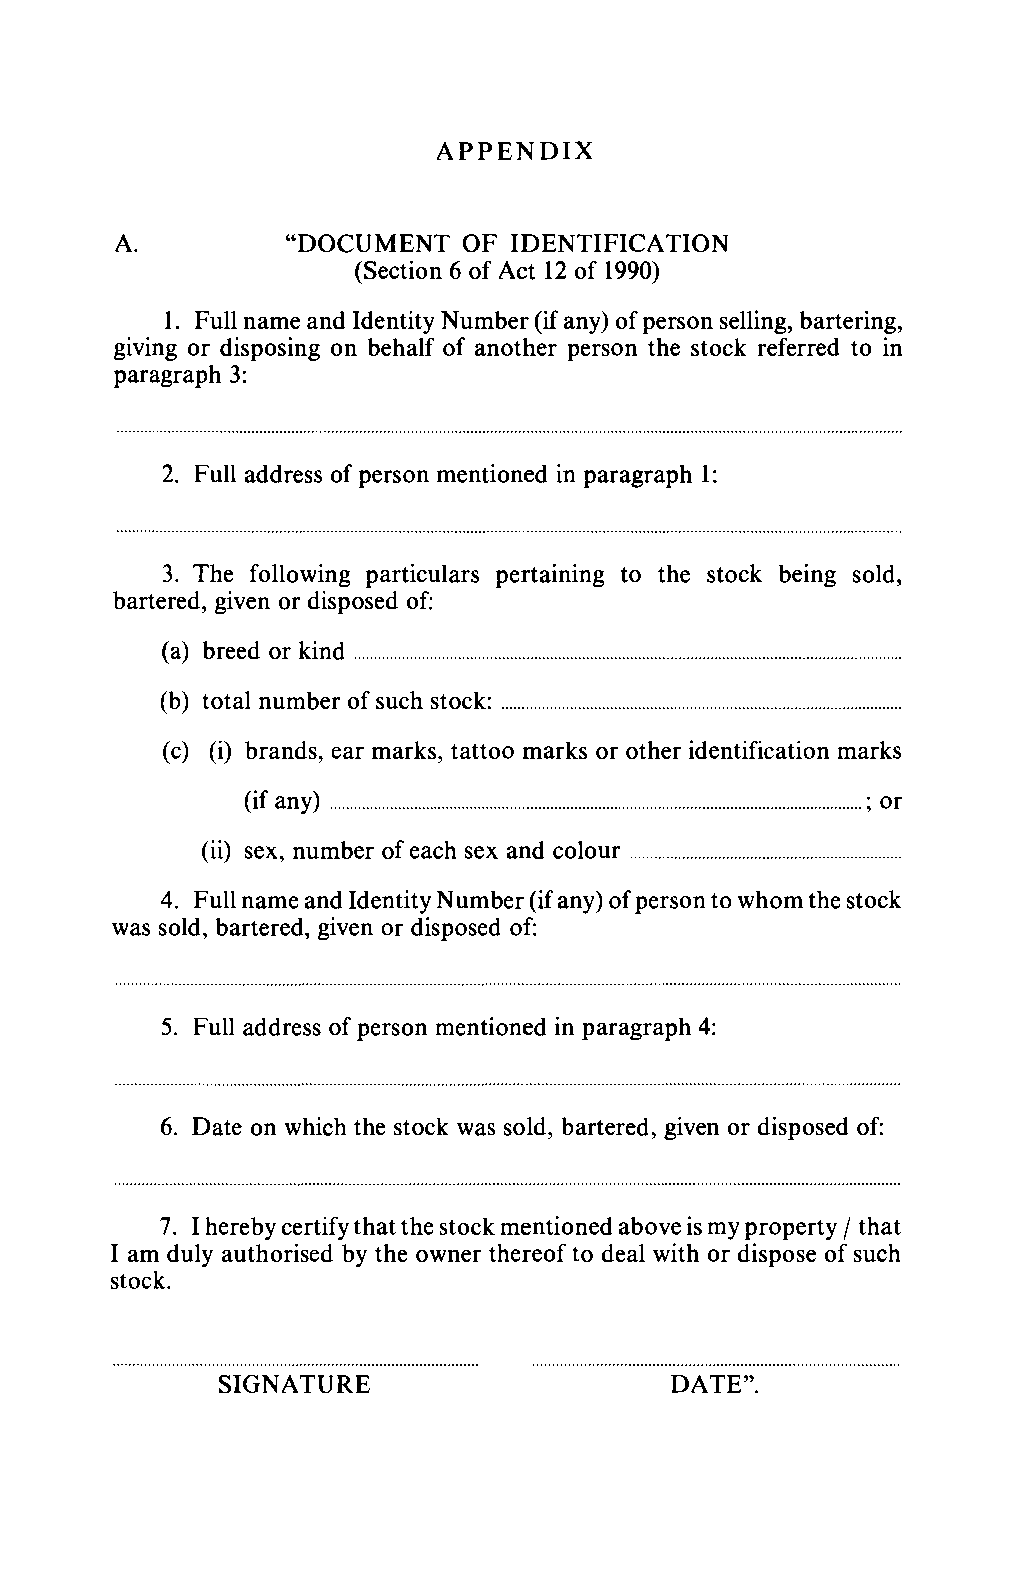 APPENDIX
A. “DOCUMENT OF IDENTIFICATION
(Section 6 of Act 12 of 1990)
1. Full name and Identity Number (if any) of person selling, bartering,
giving or disposing on behalf of another person the stock referred to in
paragraph 3:
2. Full address of person mentioned in paragraph 1:
3. The following particulars pertaining to the stock being sold,
bartered, given or disposed of:
(a) breed or kind
(b) total number of such stock:
(c) (i) brands, ear marks, tattoo marks or other identification marks
(if any) ; or
(ii) sex, number of each sex and colour
4. Full name and Identity Number (if any) of person to whom the stock
was sold, bartered, given or disposed of:
5. Full address of person mentioned in paragraph 4:
6. Date on which the stock was sold, bartered, given or disposed of:
7. I hereby certify that the stock mentioned above is my property / that
I am duly authorised by the owner thereof to deal with or dispose of such
stock.
SIGNATURE DATE”.